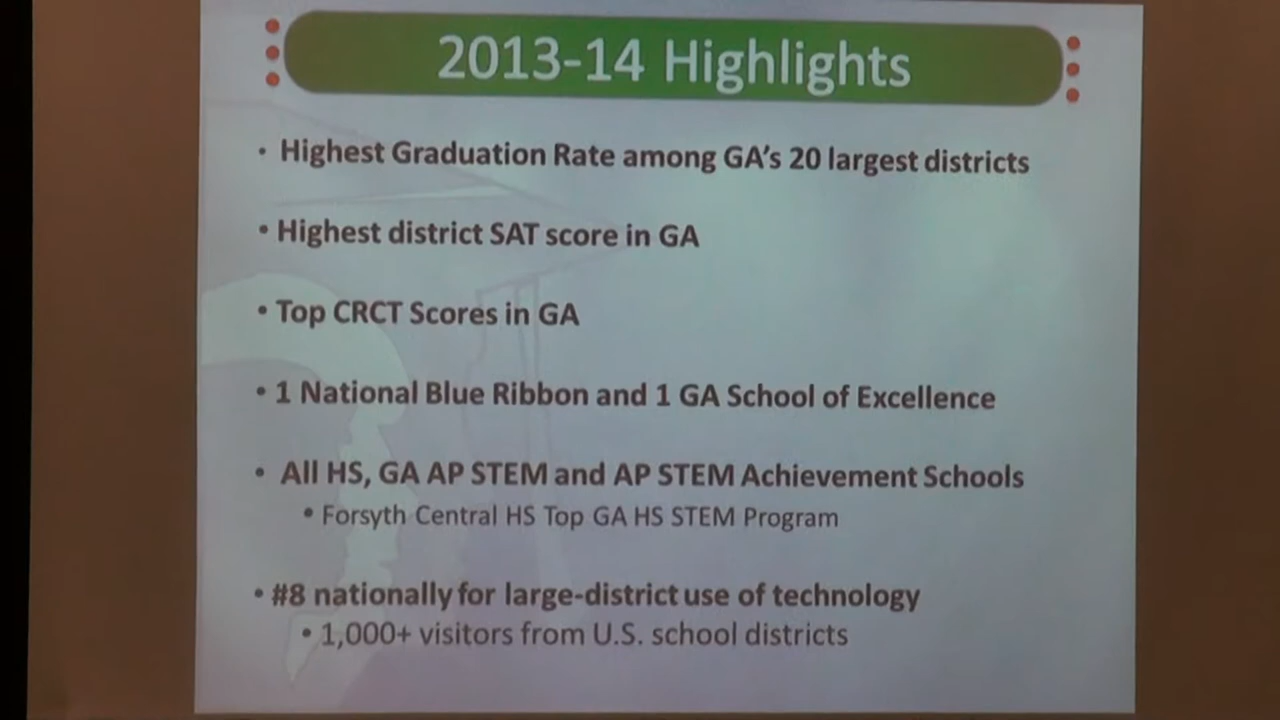 2013-14 Highlights
• Highest Graduation Rate among GA's 20 largest districts
• Highest district SAT score in GA
• Top CRCT Scores in GA
• 1 National Blue Ribbon and 1 GA School of Excellence
• All HS, GA AP STEM and AP STEM Achievement Schools
• Forsyth Central HS Top GA HS STEM Program
• #8 nationally for large-district use of technology
• 1,000+ visitors from U.S. school districts